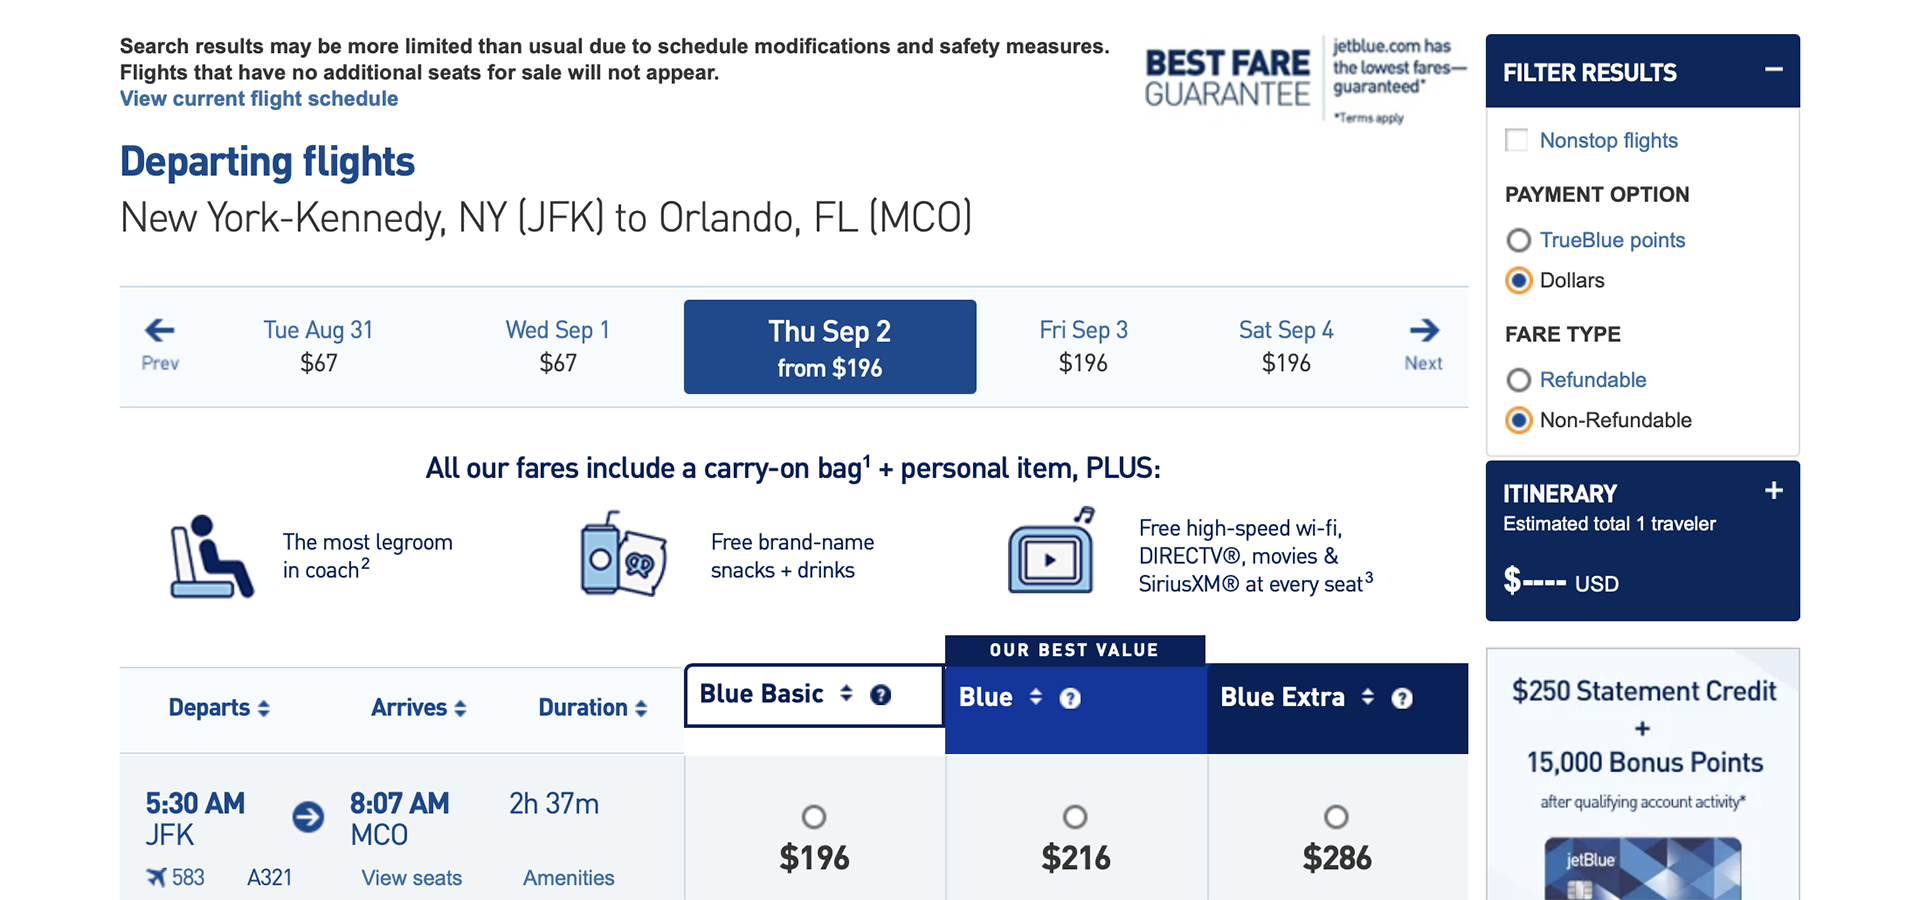 Search results may be more limited than usual due to schedule modifications and safety measures.
Flights that have no additional seats for sale will not appear.
View current flight schedule
BEST FARE
GUARANTEE
jetblue.com has
the lowest fares—
guaranteed*
*Terms apply
Departing flights
New York-Kennedy, NY (JFK) to Orlando, FL (MCO)
Prev
Tue Aug 31
$67
Wed Sep 1
$67
Thu Sep 2
from $196
Fri Sep 3
$196
Sat Sep 4
$196
Next
All our fares include a carry-on bag¹ + personal item, PLUS:
The most legroom
in coach²
Free brand-name
snacks + drinks
Free high-speed wi-fi,
DIRECTV®, movies &
SiriusXM® at every seat³
OUR BEST VALUE
Departs
Arrives
Duration
Blue Basic ?
Blue ?
Blue Extra ?
5:30 AM
JFK
8:07 AM
MCO
2h 37m
583
A321
View seats
Amenities
$196
$216
$286
FILTER RESULTS
Nonstop flights
PAYMENT OPTION
TrueBlue points
Dollars
FARE TYPE
Refundable
Non-Refundable
ITINERARY +
Estimated total 1 traveler
$---- USD
$250 Statement Credit
+
15,000 Bonus Points
after qualifying account activity*
jetBlue